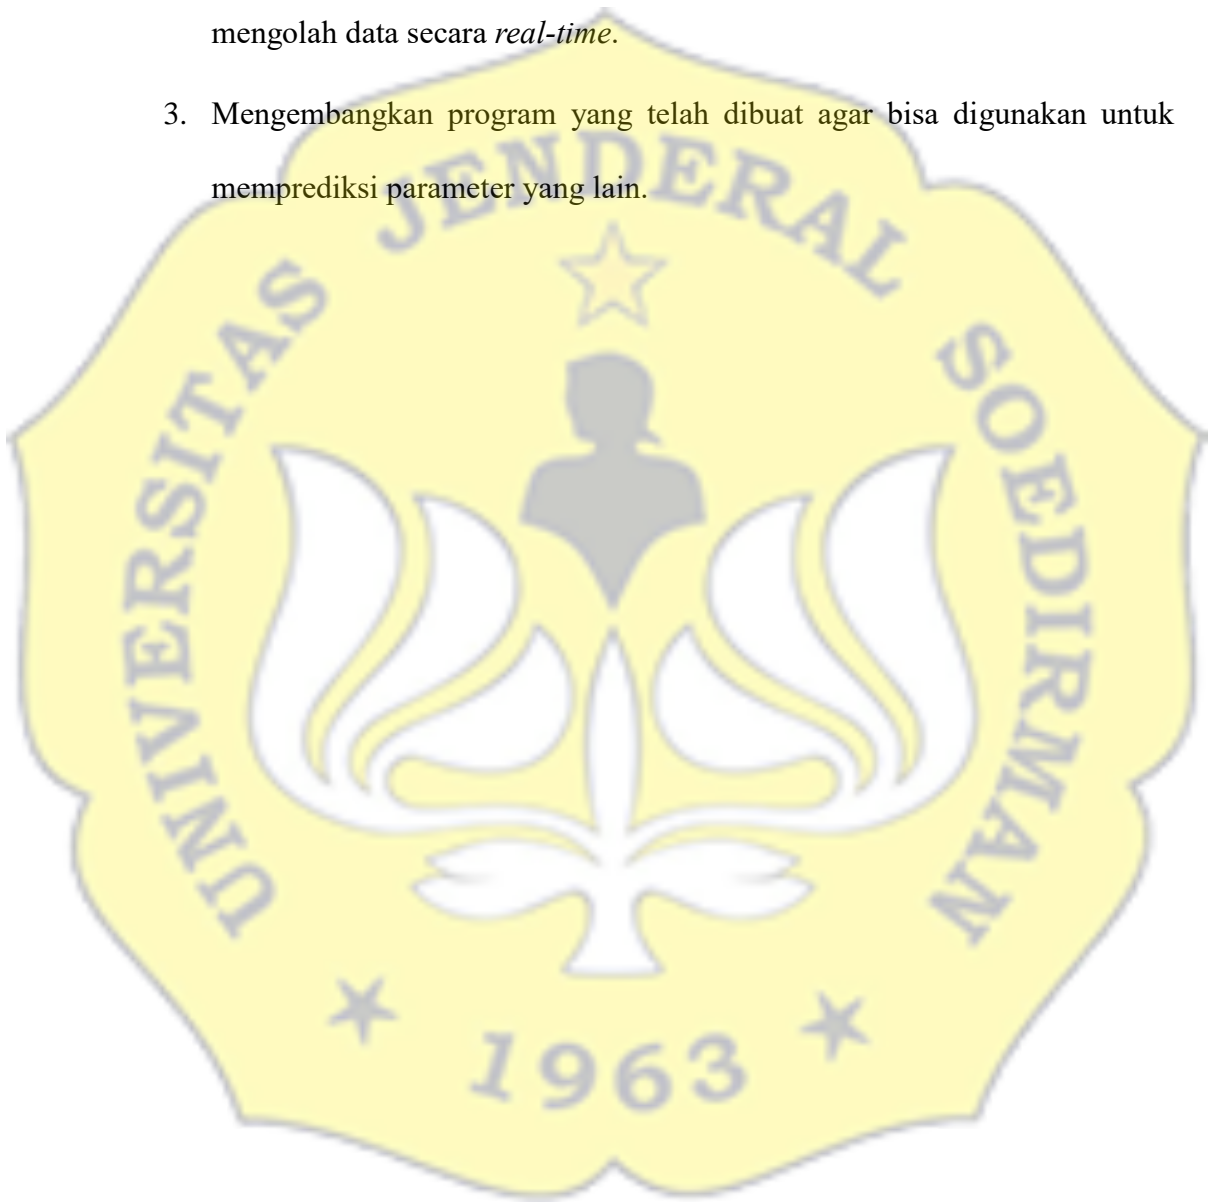 mengolah data secara real-time.
3. Mengembangkan program yang telah dibuat agar bisa digunakan untuk
memprediksi parameter yang lain.
UNIVERSITAS JENDERAL SOEDIRMAN
1963